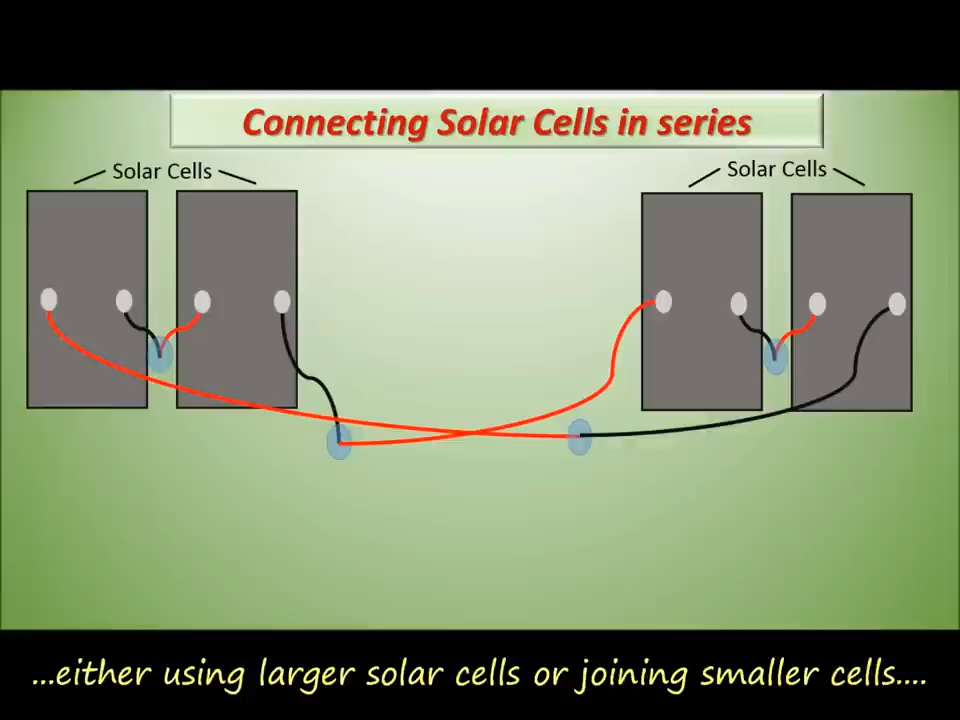 Connecting Solar Cells in series
Solar Cells
Solar Cells
...either using larger solar cells or joining smaller cells....